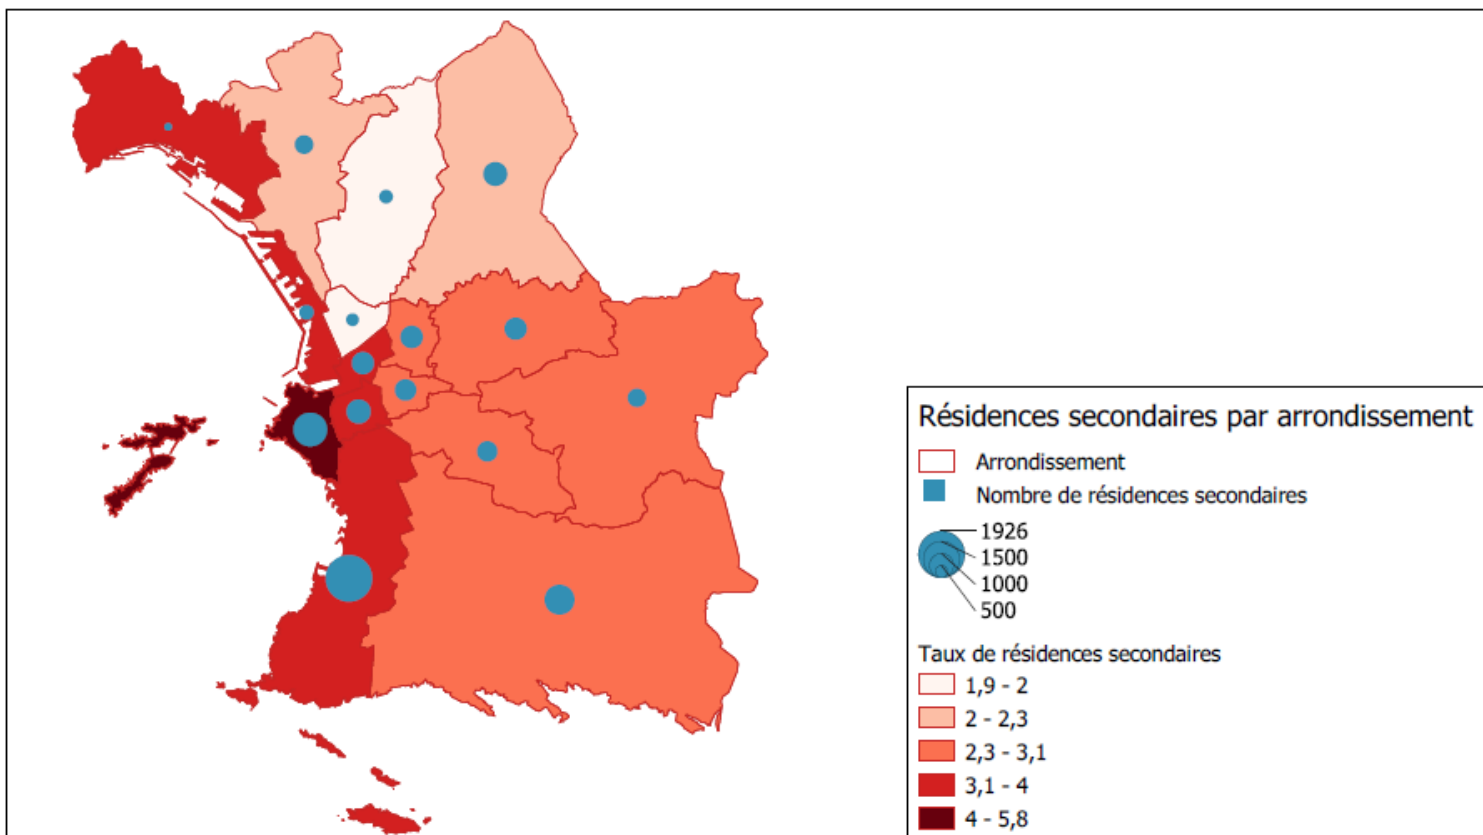 Résidences secondaires par arrondissement
Arrondissement
Nombre de résidences secondaires
1926
1500
1000
500
Taux de résidences secondaires
1,9 - 2
2 - 2,3
2,3 - 3,1
3,1 - 4
4 - 5,8